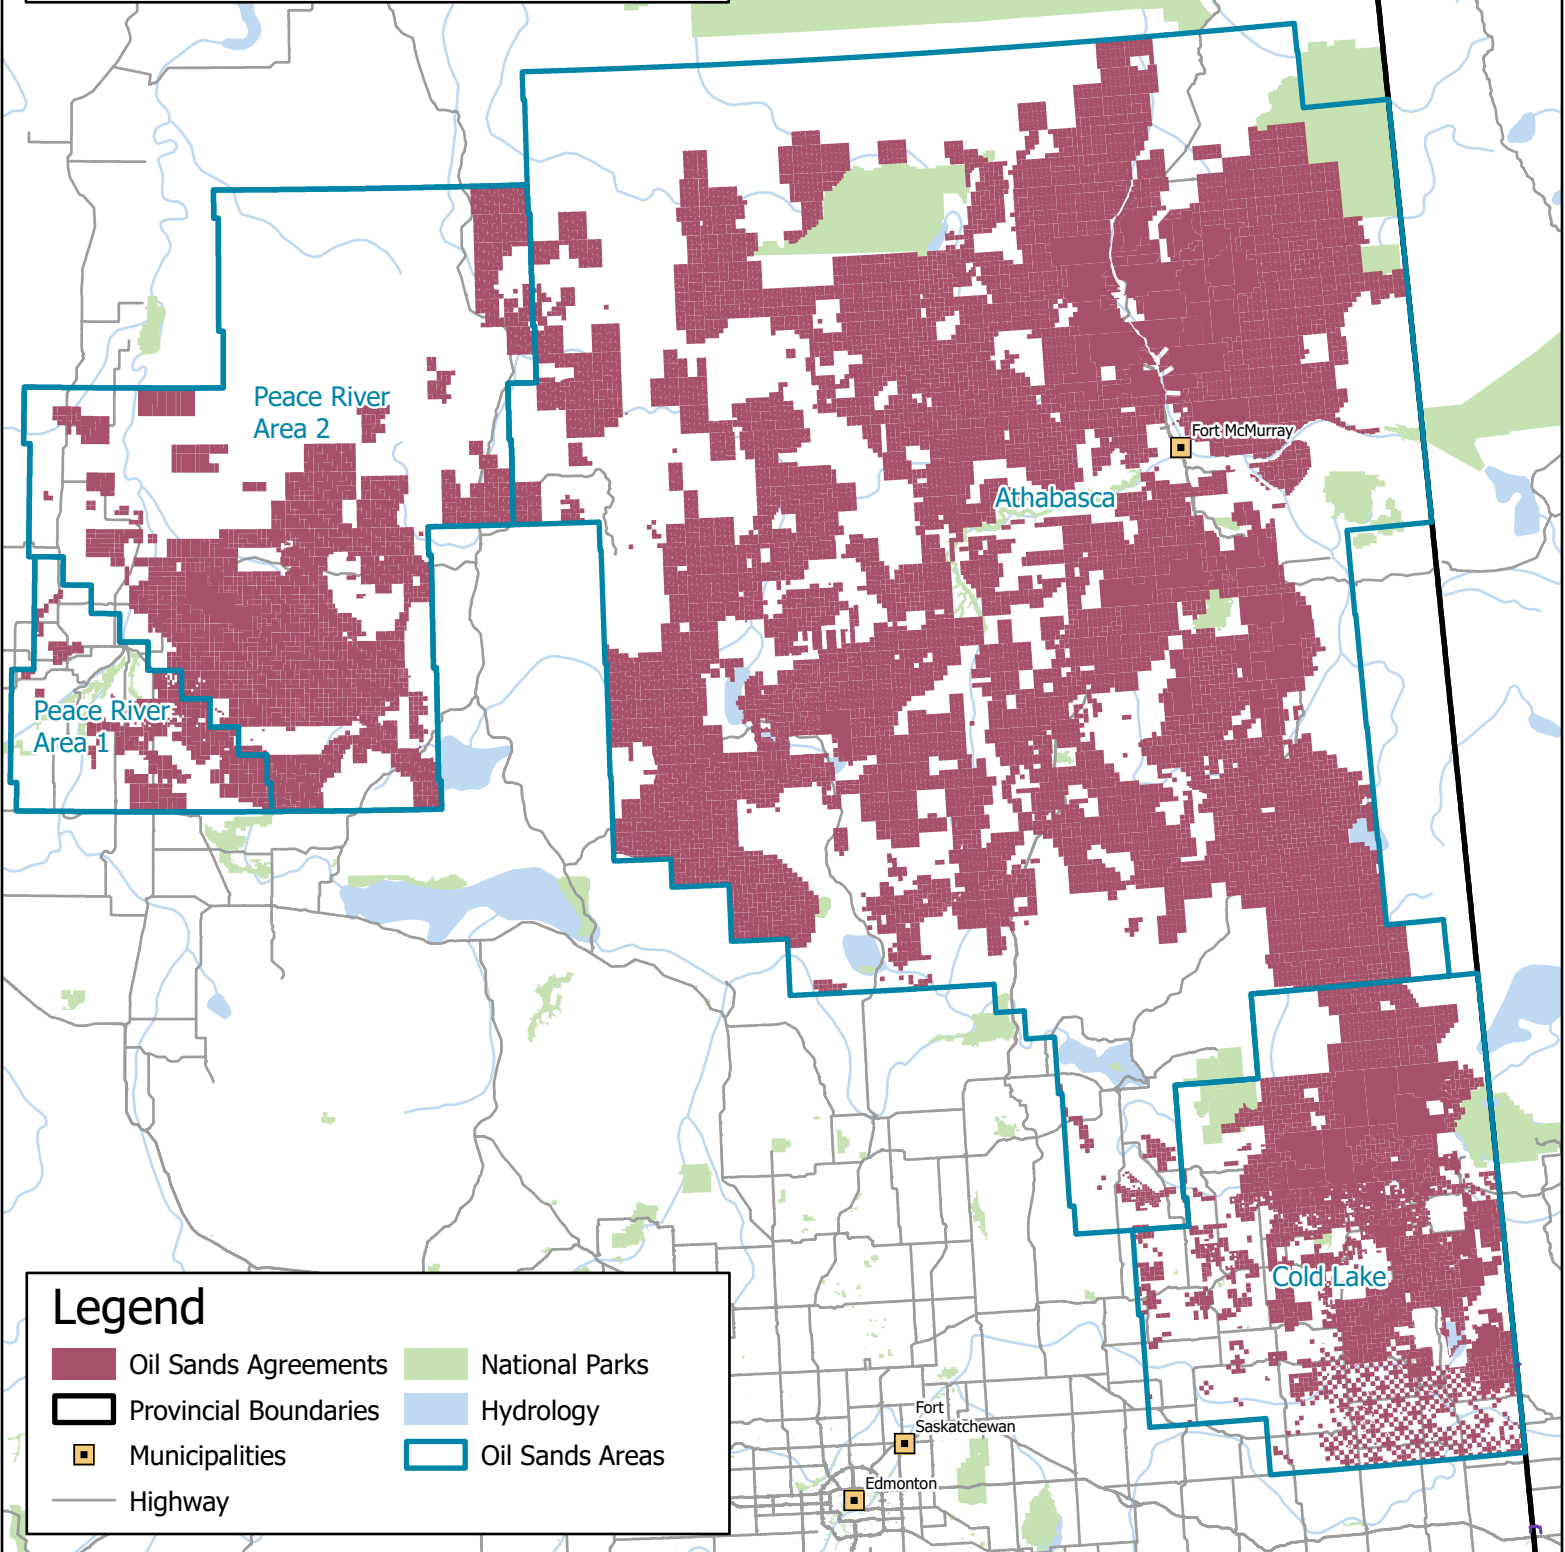 Peace River
Area 2
Fort McMurray
Athabasca
Peace River
Area 1
Cold Lake
Legend
Oil Sands Agreements
National Parks
Provincial Boundaries
Hydrology
Municipalities
Oil Sands Areas
Highway
Fort
Saskatchewan
Edmonton